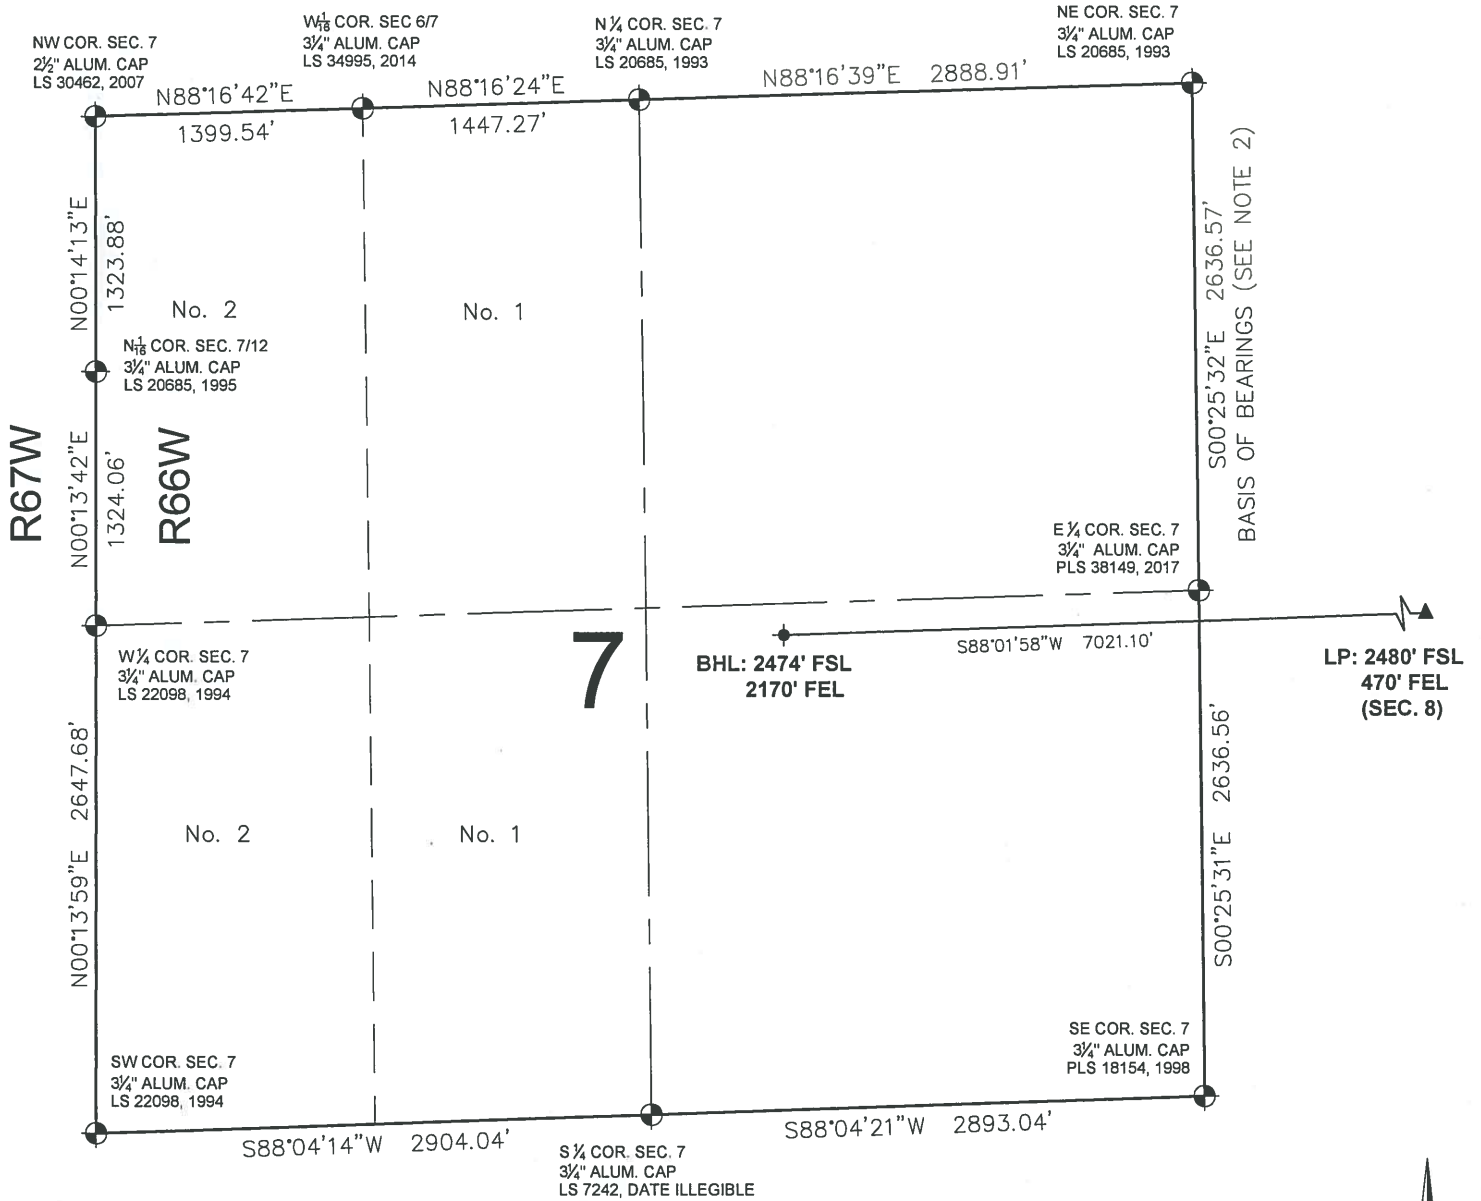 NW COR. SEC. 7
2½" ALUM. CAP
LS 30462, 2007
W1/16 COR. SEC 6/7
3¼" ALUM. CAP
LS 34995, 2014
N ¼ COR. SEC. 7
3¼" ALUM. CAP
LS 20685, 1993
NE COR. SEC. 7
3¼" ALUM. CAP
LS 20685, 1993
N88°16'42"E
1399.54'
N88°16'24"E
1447.27'
N88°16'39"E 2888.91'
N00°14'13"E
1323.88'
No. 2
No. 1
S00°25'32"E 2636.57'
BASIS OF BEARINGS (SEE NOTE 2)
N1/16 COR. SEC. 7/12
3¼" ALUM. CAP
LS 20685, 1995
R67W
N00°13'42"E
1324.06'
R66W
E ¼ COR. SEC. 7
3¼" ALUM. CAP
PLS 38149, 2017
W ¼ COR. SEC. 7
3¼" ALUM. CAP
LS 22098, 1994
7
BHL: 2474' FSL
2170' FEL
S88°01'58"W 7021.10'
LP: 2480' FSL
470' FEL
(SEC. 8)
N00°13'59"E 2647.68'
No. 2
No. 1
S00°25'31"E 2636.56'
SW COR. SEC. 7
3¼" ALUM. CAP
LS 22098, 1994
SE COR. SEC. 7
3¼" ALUM. CAP
PLS 18154, 1998
S88°04'14"W 2904.04'
S88°04'21"W 2893.04'
S ¼ COR. SEC. 7
3¼" ALUM. CAP
LS 7242, DATE ILLEGIBLE